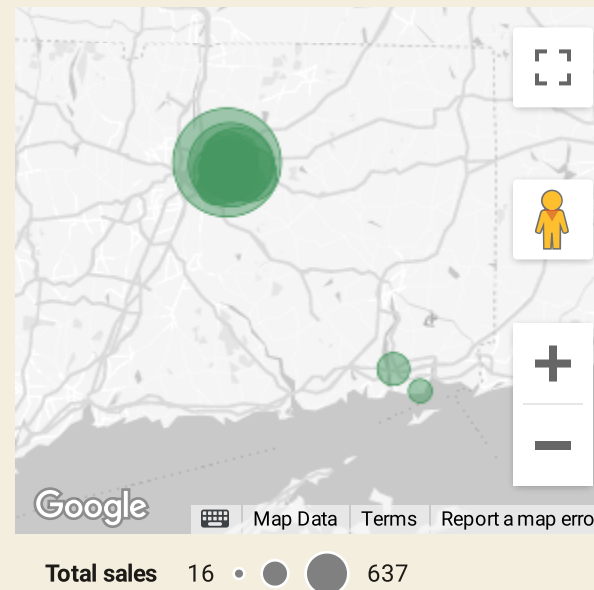 Google
Map Data
Terms
Report a map erro
Total sales 16 637